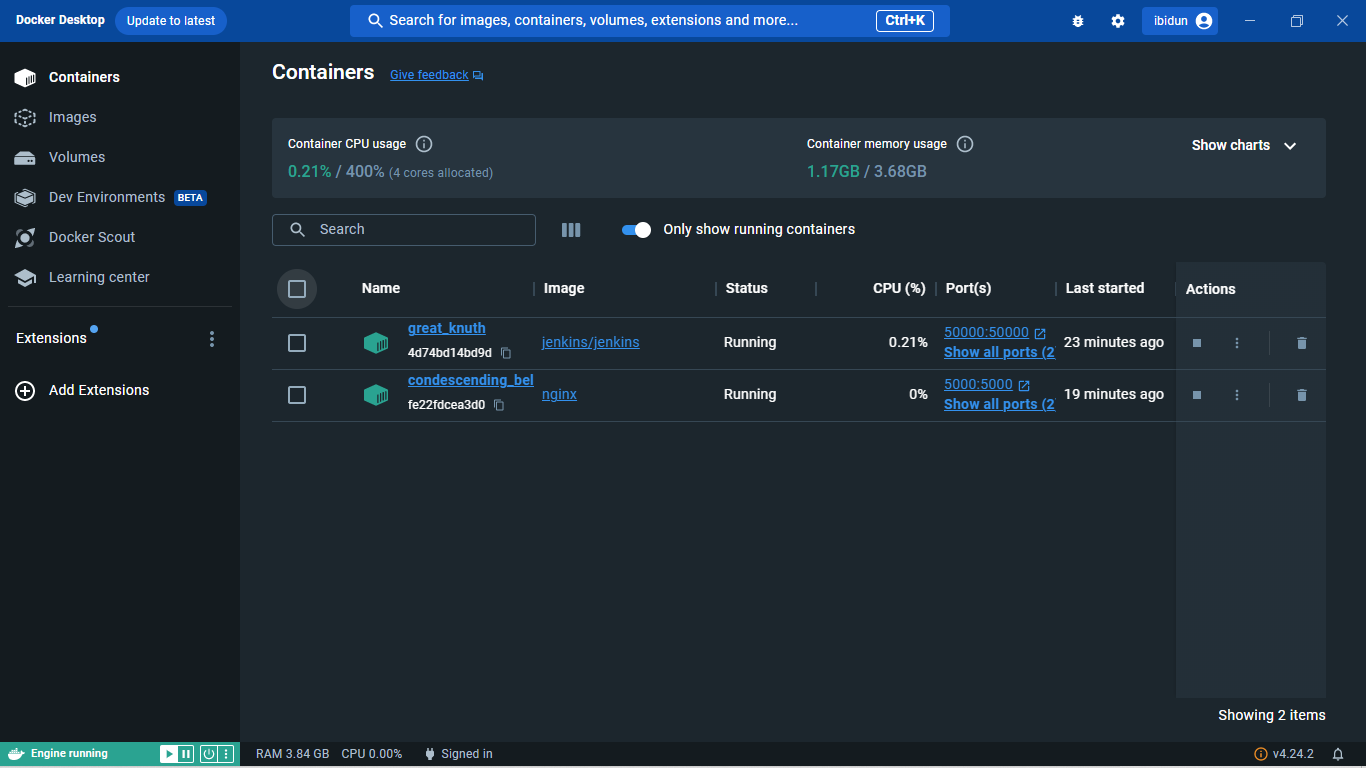 Docker Desktop Update to latest Search for images, containers, volumes, extensions and more... Ctrl+K ibidun
Containers
Images
Volumes
Dev Environments BETA
Docker Scout
Learning center
Extensions
Add Extensions
Containers Give feedback
Container CPU usage
0.21% / 400% (4 cores allocated)
Container memory usage
1.17GB / 3.68GB
Show charts
Search
Only show running containers
Name Image Status CPU (%) Port(s) Last started Actions
great_knuth
4d74bd14bd9d
jenkins/jenkins Running 0.21%
50000:50000
Show all ports (2
23 minutes ago
condescending_bel
fe22fdcea3d0
nginx Running 0%
5000:5000
Show all ports (2
19 minutes ago
Showing 2 items
Engine running RAM 3.84 GB CPU 0.00% Signed in v4.24.2